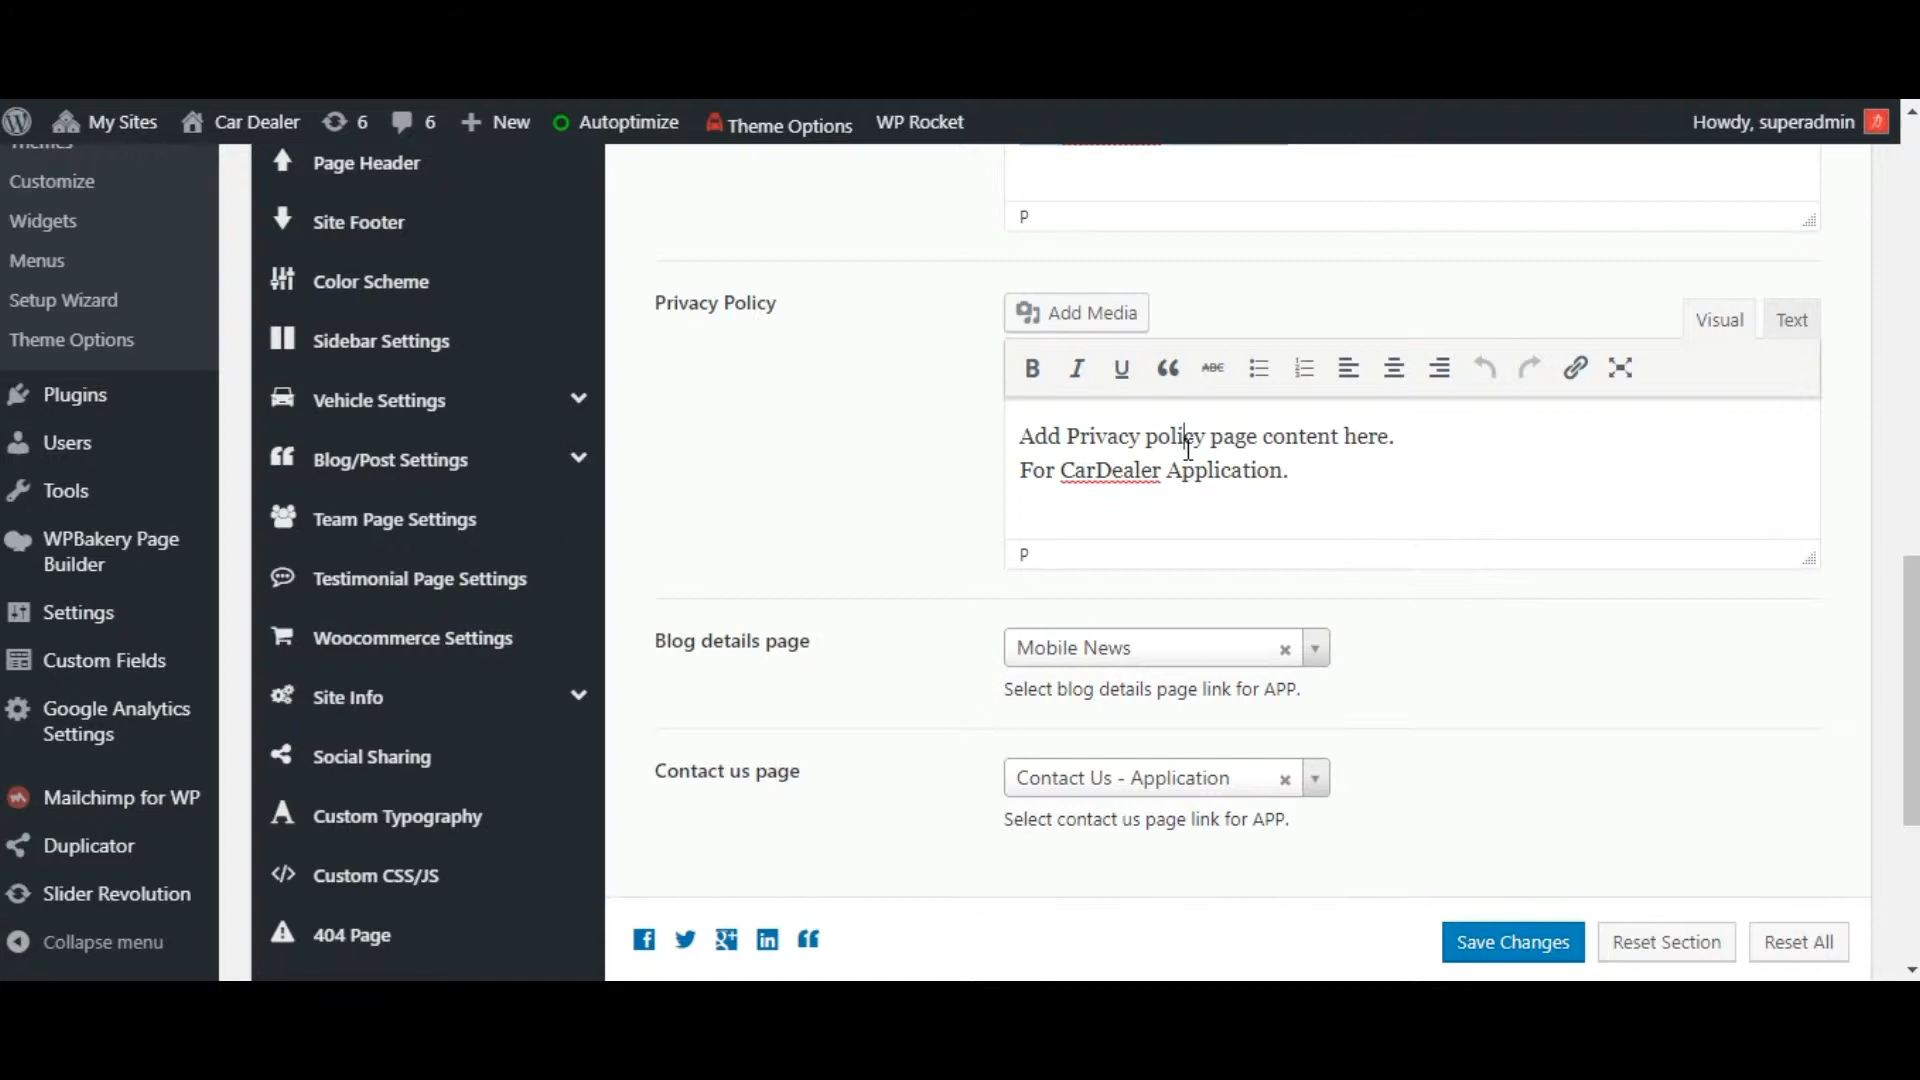 My Sites
Car Dealer
6
6
New
Autoptimize
Theme Options
WP Rocket
Howdy, superadmin
Themes
Customize
Widgets
Menus
Setup Wizard
Theme Options
Plugins
Users
Tools
WPBakery Page
Builder
Settings
Custom Fields
Google Analytics
Settings
Mailchimp for WP
Duplicator
Slider Revolution
Collapse menu
Page Header
Site Footer
Color Scheme
Sidebar Settings
Vehicle Settings
Blog/Post Settings
Team Page Settings
Testimonial Page Settings
Woocommerce Settings
Site Info
Social Sharing
Custom Typography
Custom CSS/JS
404 Page
P
Privacy Policy
Add Media
Visual
Text
B I U ABC
Add Privacy policy page content here.
For CarDealer Application.
P
Blog details page
Mobile News
Select blog details page link for APP.
Contact us page
Contact Us - Application
Select contact us page link for APP.
Save Changes
Reset Section
Reset All